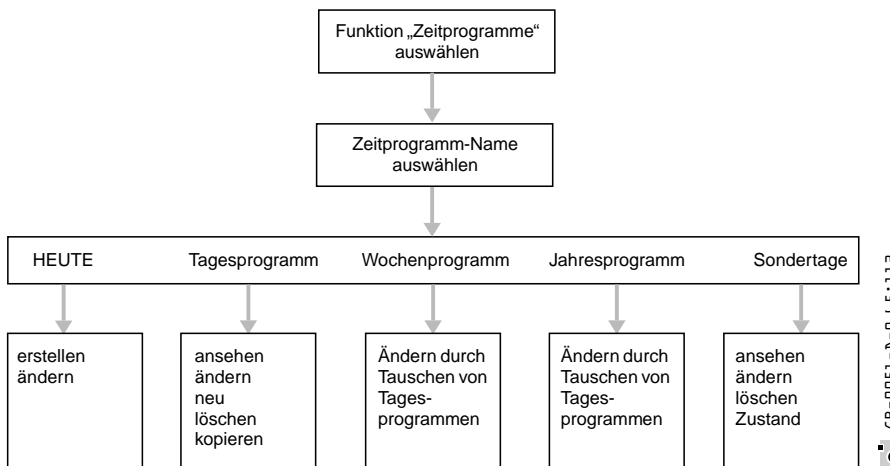 Funktion „Zeitprogramme“
auswählen
Zeitprogramm-Name
auswählen
HEUTE Tagesprogramm Wochenprogramm Jahresprogramm Sondertage
erstellen
ändern
ansehen
ändern
neu
löschen
kopieren
Ändern durch
Tauschen von
Tages-
programmen
Ändern durch
Tauschen von
Tages-
programmen
ansehen
ändern
löschen
Zustand